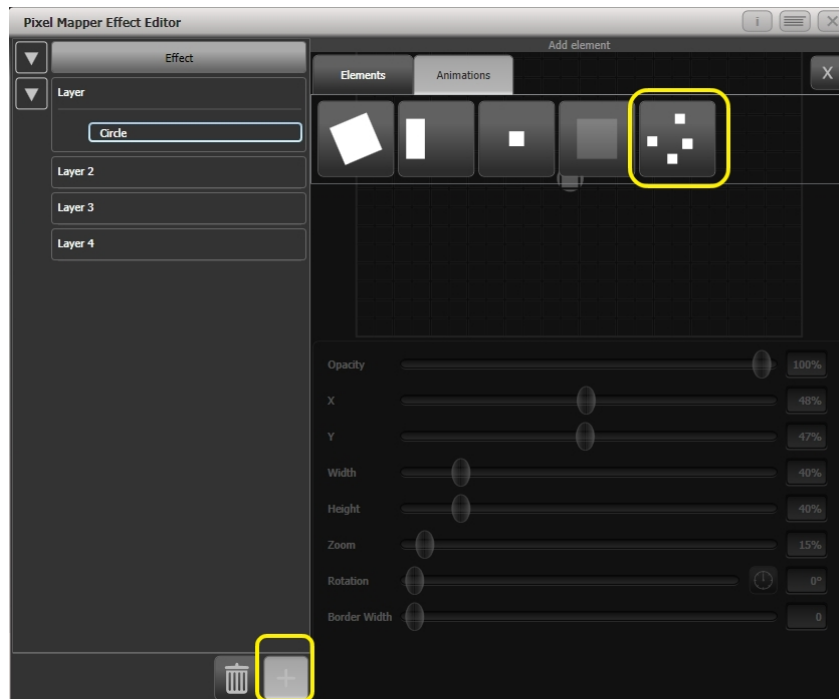 Pixel Mapper Effect Editor
i
X
Add element
Effect
Elements
Animations
X
Layer
Circle
Layer 2
Layer 3
Layer 4
Opacity 100%
X 48%
Y 47%
Width 40%
Height 40%
Zoom 15%
Rotation 0°
Border Width 0
+